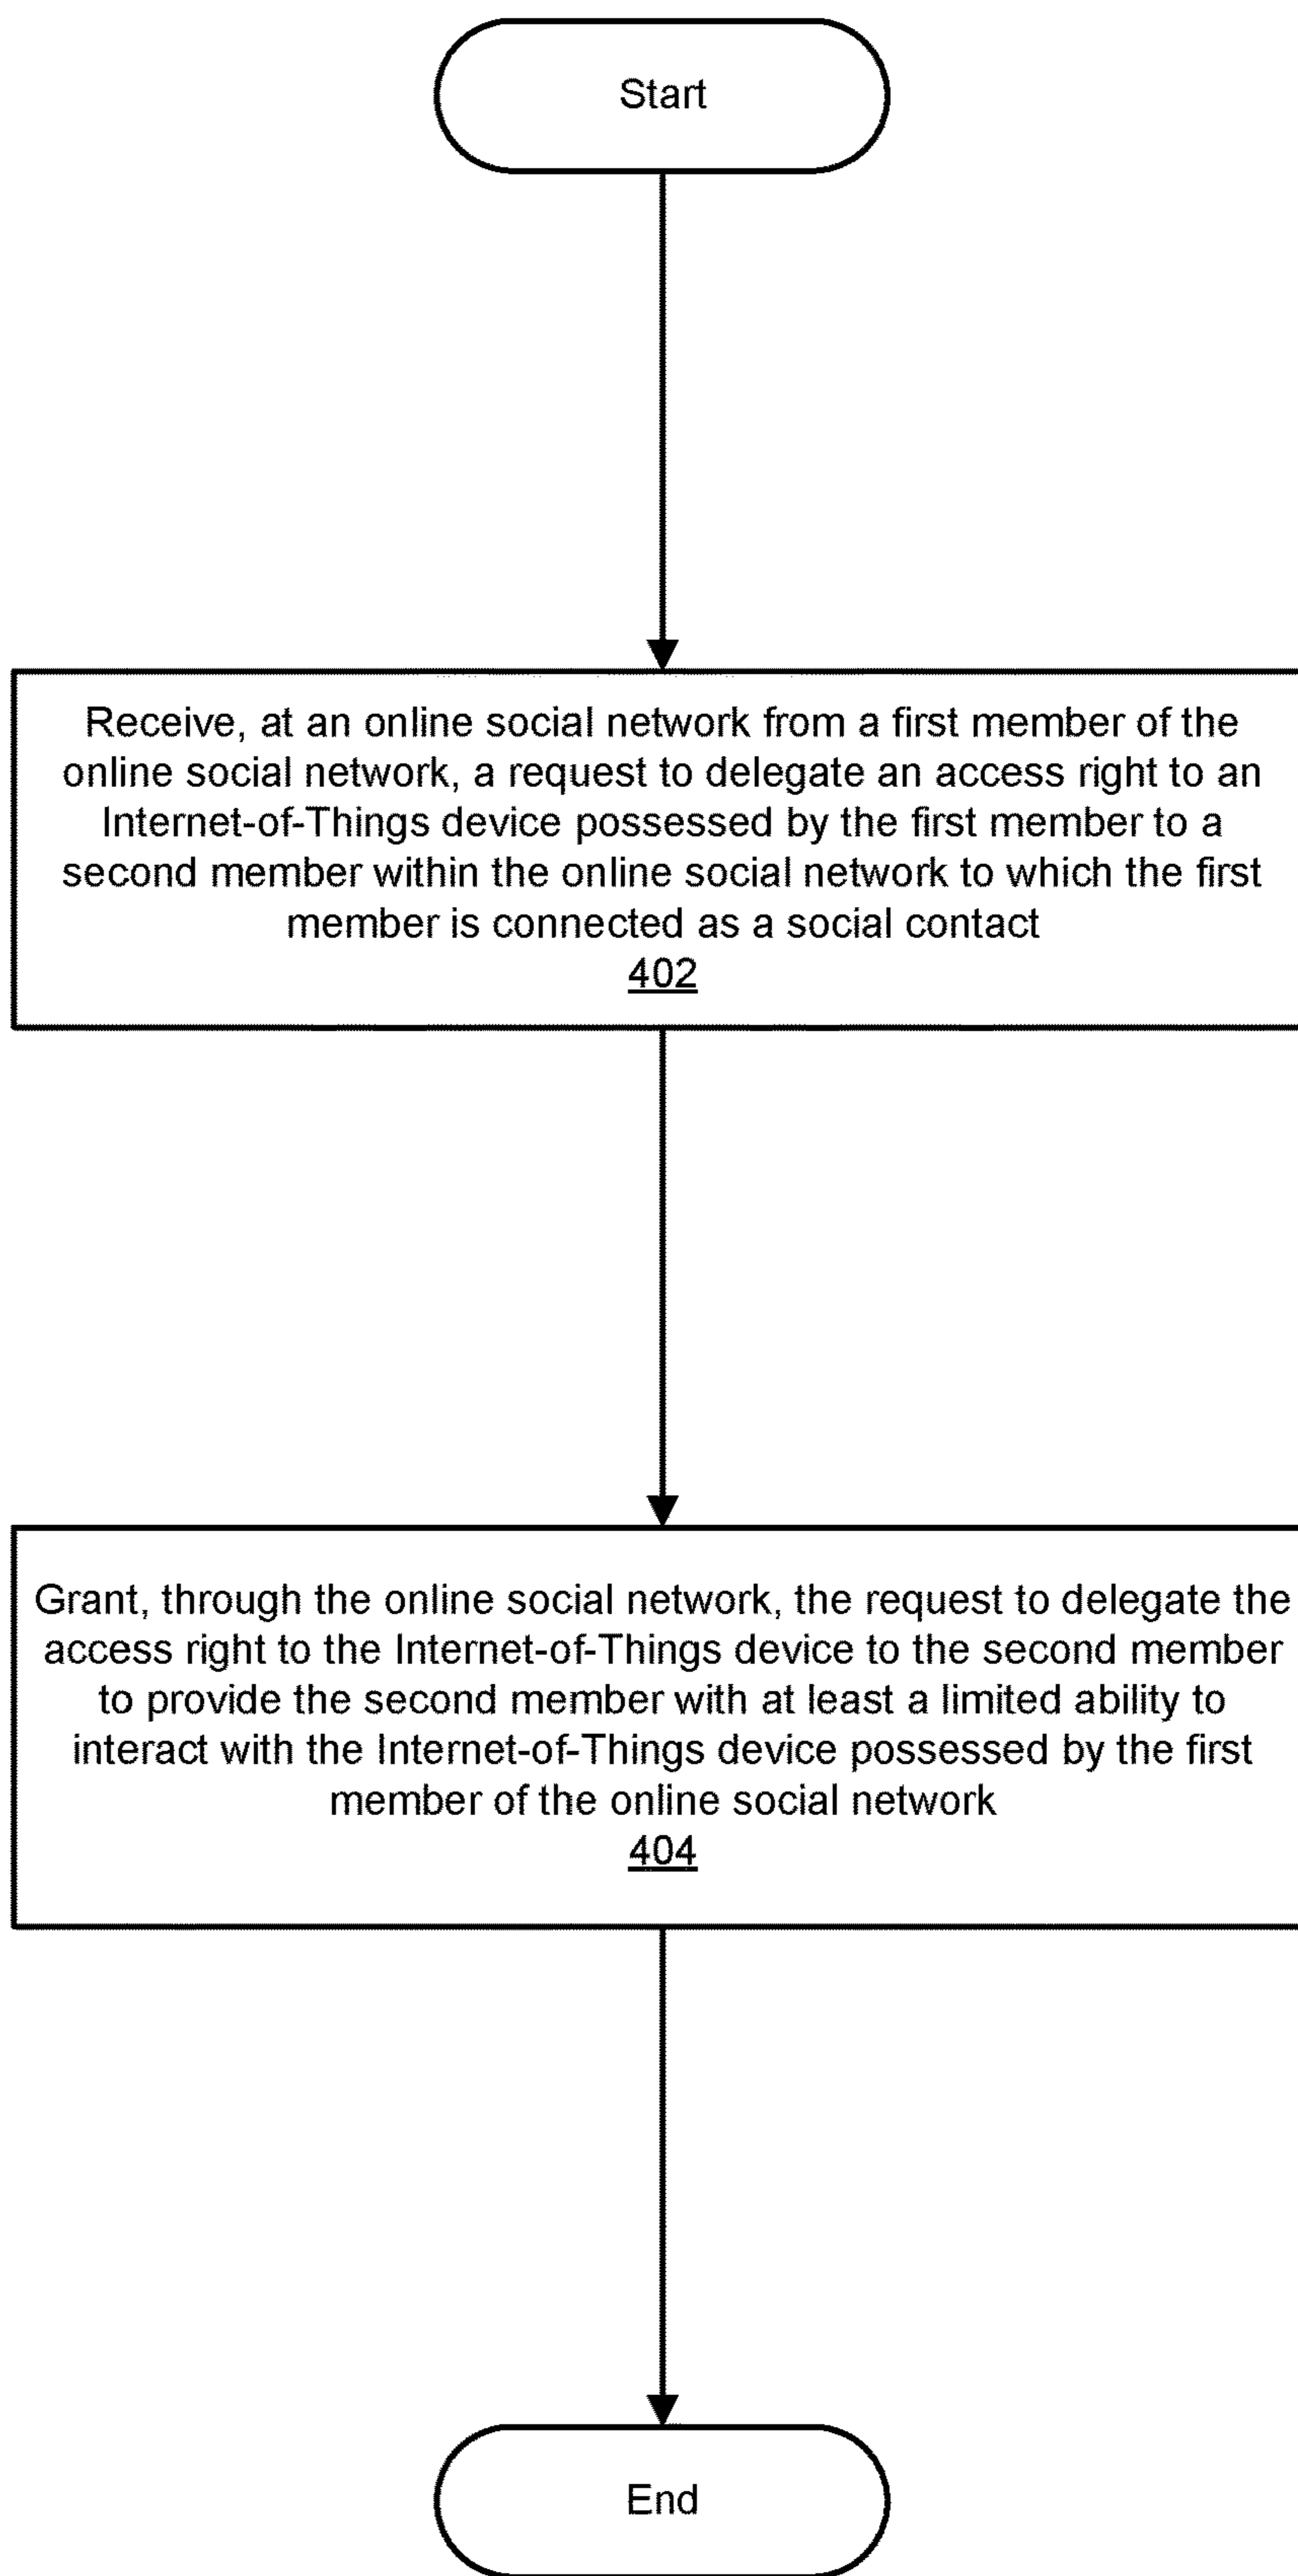 Start
Receive, at an online social network from a first member of the
online social network, a request to delegate an access right to an
Internet-of-Things device possessed by the first member to a
second member within the online social network to which the first
member is connected as a social contact
402
Grant, through the online social network, the request to delegate the
access right to the Internet-of-Things device to the second member
to provide the second member with at least a limited ability to
interact with the Internet-of-Things device possessed by the first
member of the online social network
404
End